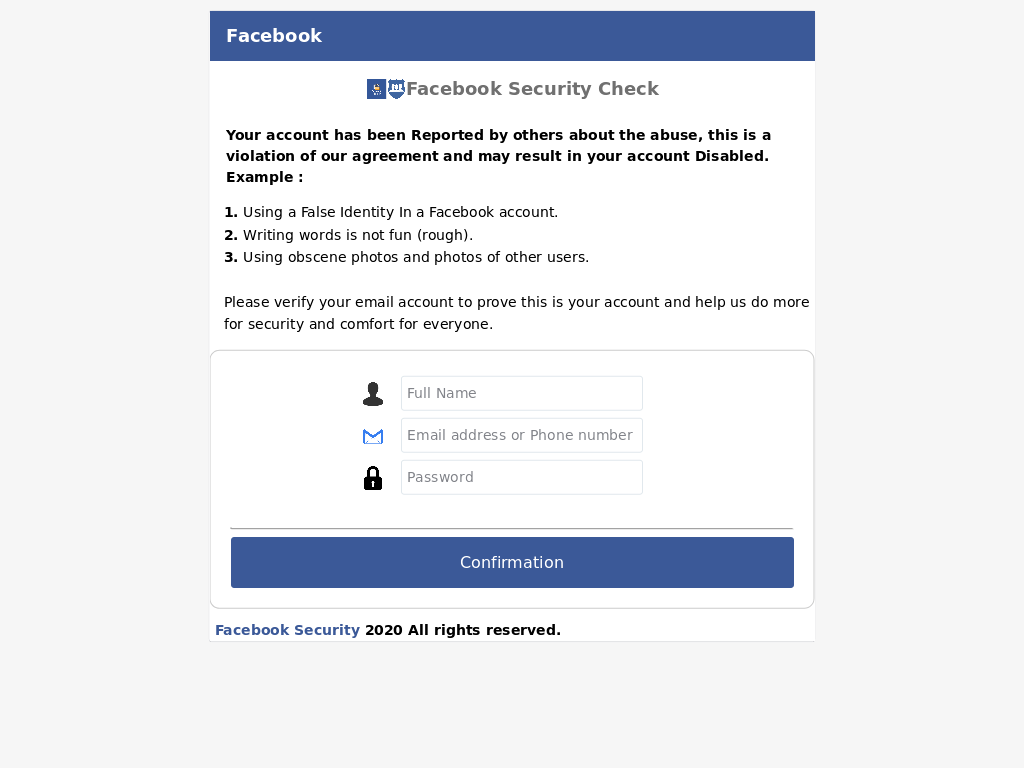 Facebook
Facebook Security Check
Your account has been Reported by others about the abuse, this is a
violation of our agreement and may result in your account Disabled.
Example :
1. Using a False Identity In a Facebook account.
2. Writing words is not fun (rough).
3. Using obscene photos and photos of other users.
Please verify your email account to prove this is your account and help us do more
for security and comfort for everyone.
Full Name
Email address or Phone number
Password
Confirmation
Facebook Security 2020 All rights reserved.